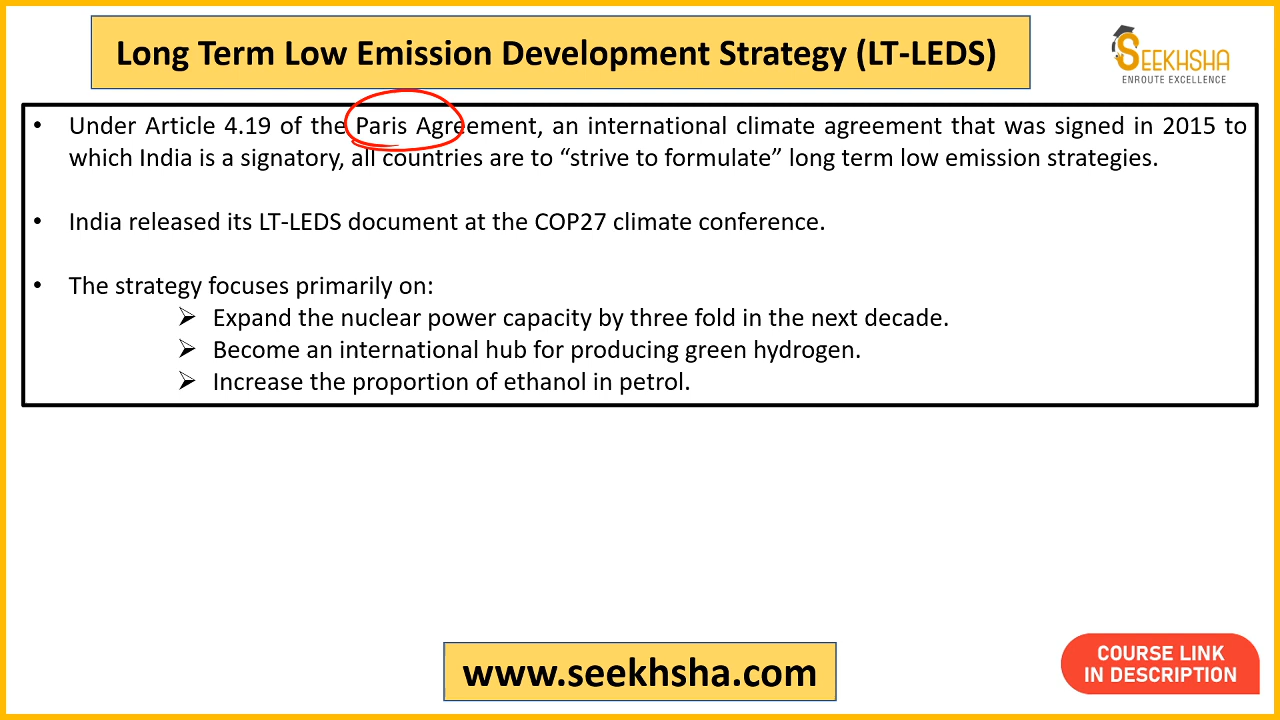 Long Term Low Emission Development Strategy (LT-LEDS)
SEEKHSHA
ENROUTE EXCELLENCE
• Under Article 4.19 of the Paris Agreement, an international climate agreement that was signed in 2015 to
which India is a signatory, all countries are to “strive to formulate” long term low emission strategies.
• India released its LT-LEDS document at the COP27 climate conference.
• The strategy focuses primarily on:
➢ Expand the nuclear power capacity by three fold in the next decade.
➢ Become an international hub for producing green hydrogen.
➢ Increase the proportion of ethanol in petrol.
www.seekhsha.com
COURSE LINK
IN DESCRIPTION